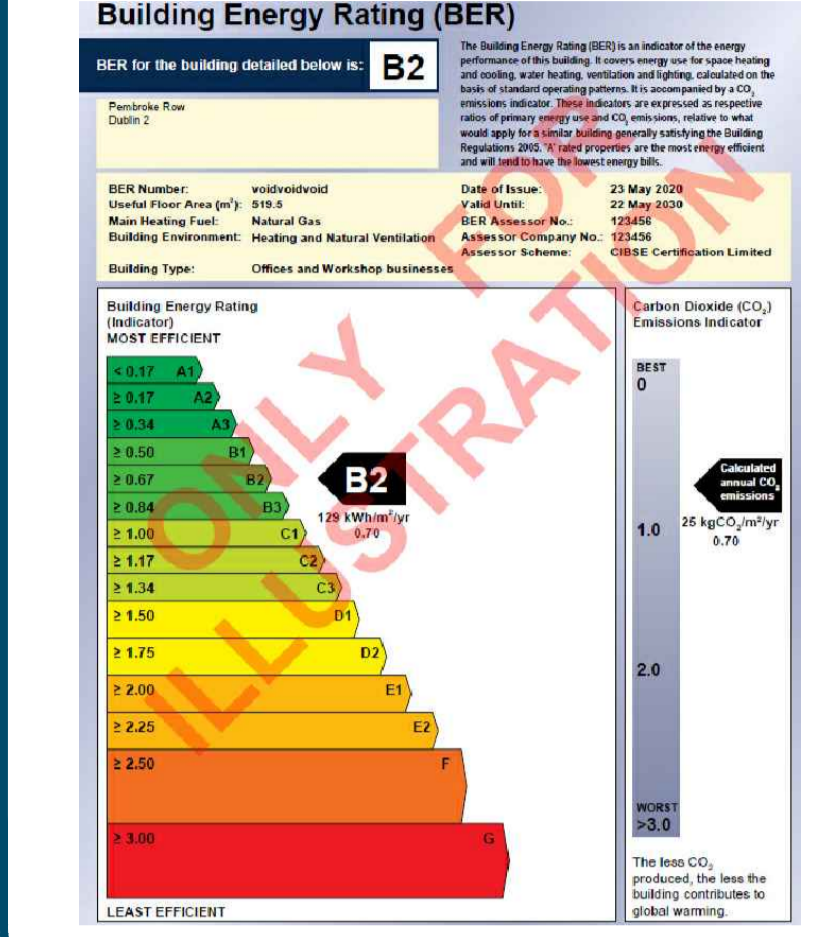 Building Energy Rating (BER)
BER for the building detailed below is: B2
The Building Energy Rating (BER) is an indicator of the energy
performance of this building. It covers energy use for space heating
and cooling, water heating, ventilation and lighting, calculated on the
basis of standard operating patterns. It is accompanied by a CO₂
emissions indicator. These indicators are expressed as respective
ratios of primary energy use and CO₂ emissions, relative to what
would apply for a similar building generally satisfying the Building
Regulations 2005. 'A' rated properties are the most energy efficient
and will tend to have the lowest energy bills.
Pembroke Row
Dublin 2
BER Number: voidvoidvoid
Useful Floor Area (m²): 519.5
Main Heating Fuel: Natural Gas
Building Environment: Heating and Natural Ventilation
Building Type: Offices and Workshop businesses
Date of Issue: 23 May 2020
Valid Until: 22 May 2030
BER Assessor No.: 123456
Assessor Company No.: 123456
Assessor Scheme: CIBSE Certification Limited
ONLY FOR
ILLUSTRATION
Building Energy Rating
(Indicator)
MOST EFFICIENT
< 0.17 A1
≥ 0.17 A2
≥ 0.34 A3
≥ 0.50 B1
≥ 0.67 B2
≥ 0.84 B3
≥ 1.00 C1
≥ 1.17 C2
≥ 1.34 C3
≥ 1.50 D1
≥ 1.75 D2
≥ 2.00 E1
≥ 2.25 E2
≥ 2.50 F
≥ 3.00 G
LEAST EFFICIENT
B2
129 kWh/m²/yr
0.70
Carbon Dioxide (CO₂)
Emissions Indicator
BEST
0
Calculated
annual CO₂
emissions
25 kgCO₂/m²/yr
0.70
1.0
2.0
WORST
>3.0
The less CO₂
produced, the less the
building contributes to
global warming.